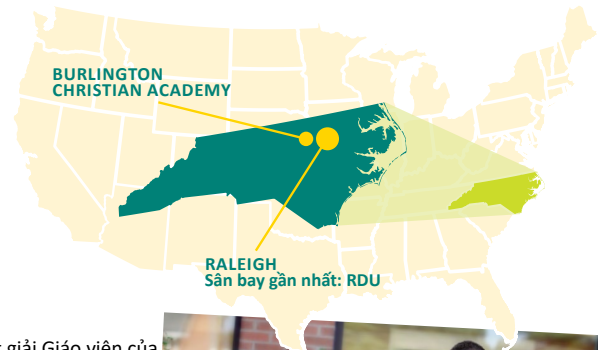 BURLINGTON
CHRISTIAN ACADEMY
RALEIGH
Sân bay gần nhất: RDU
giải Giáo viên của